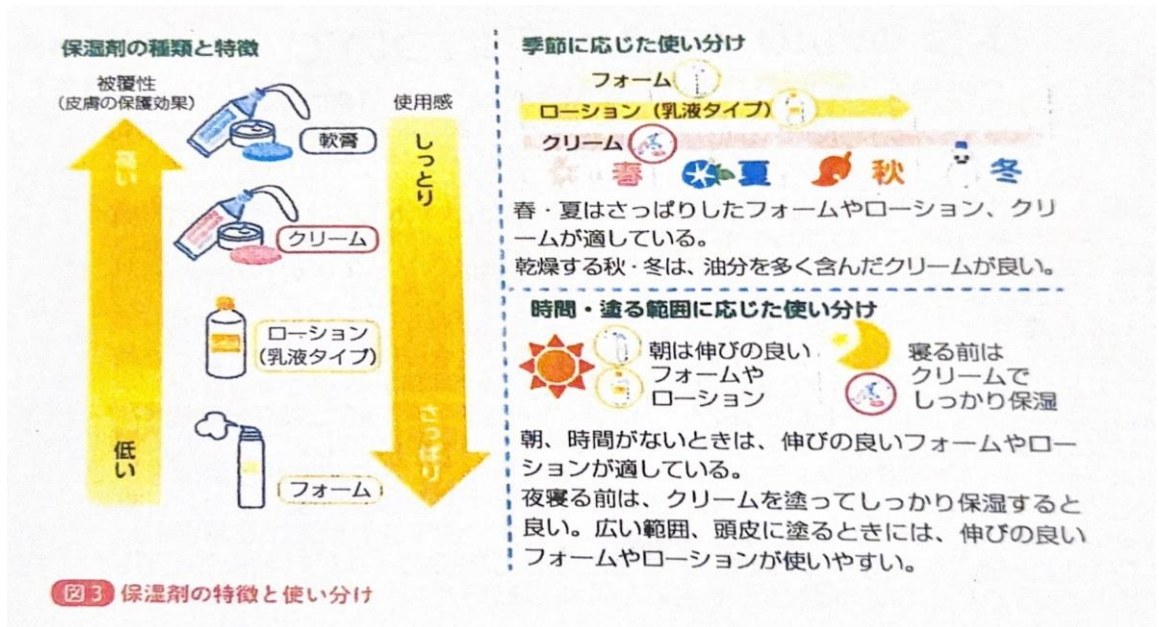 保湿剤の種類と特徴
被覆性
（皮膚の保護効果）
高い
低い
軟膏
クリーム
ローション
（乳液タイプ）
フォーム
使用感
しっとり
さっぱり
季節に応じた使い分け
フォーム
ローション（乳液タイプ）
クリーム
春
夏
秋
冬
春・夏はさっぱりしたフォームやローション、クリ
ームが適している。
乾燥する秋・冬は、油分を多く含んだクリームが良い。
時間・塗る範囲に応じた使い分け
朝は伸びの良い
フォームや
ローション
寝る前は
クリームで
しっかり保湿
朝、時間がないときは、伸びの良いフォームやロー
ションが適している。
夜寝る前は、クリームを塗ってしっかり保湿すると
良い。広い範囲、頭皮に塗るときには、伸びの良い
フォームやローションが使いやすい。
図3 保湿剤の特徴と使い分け